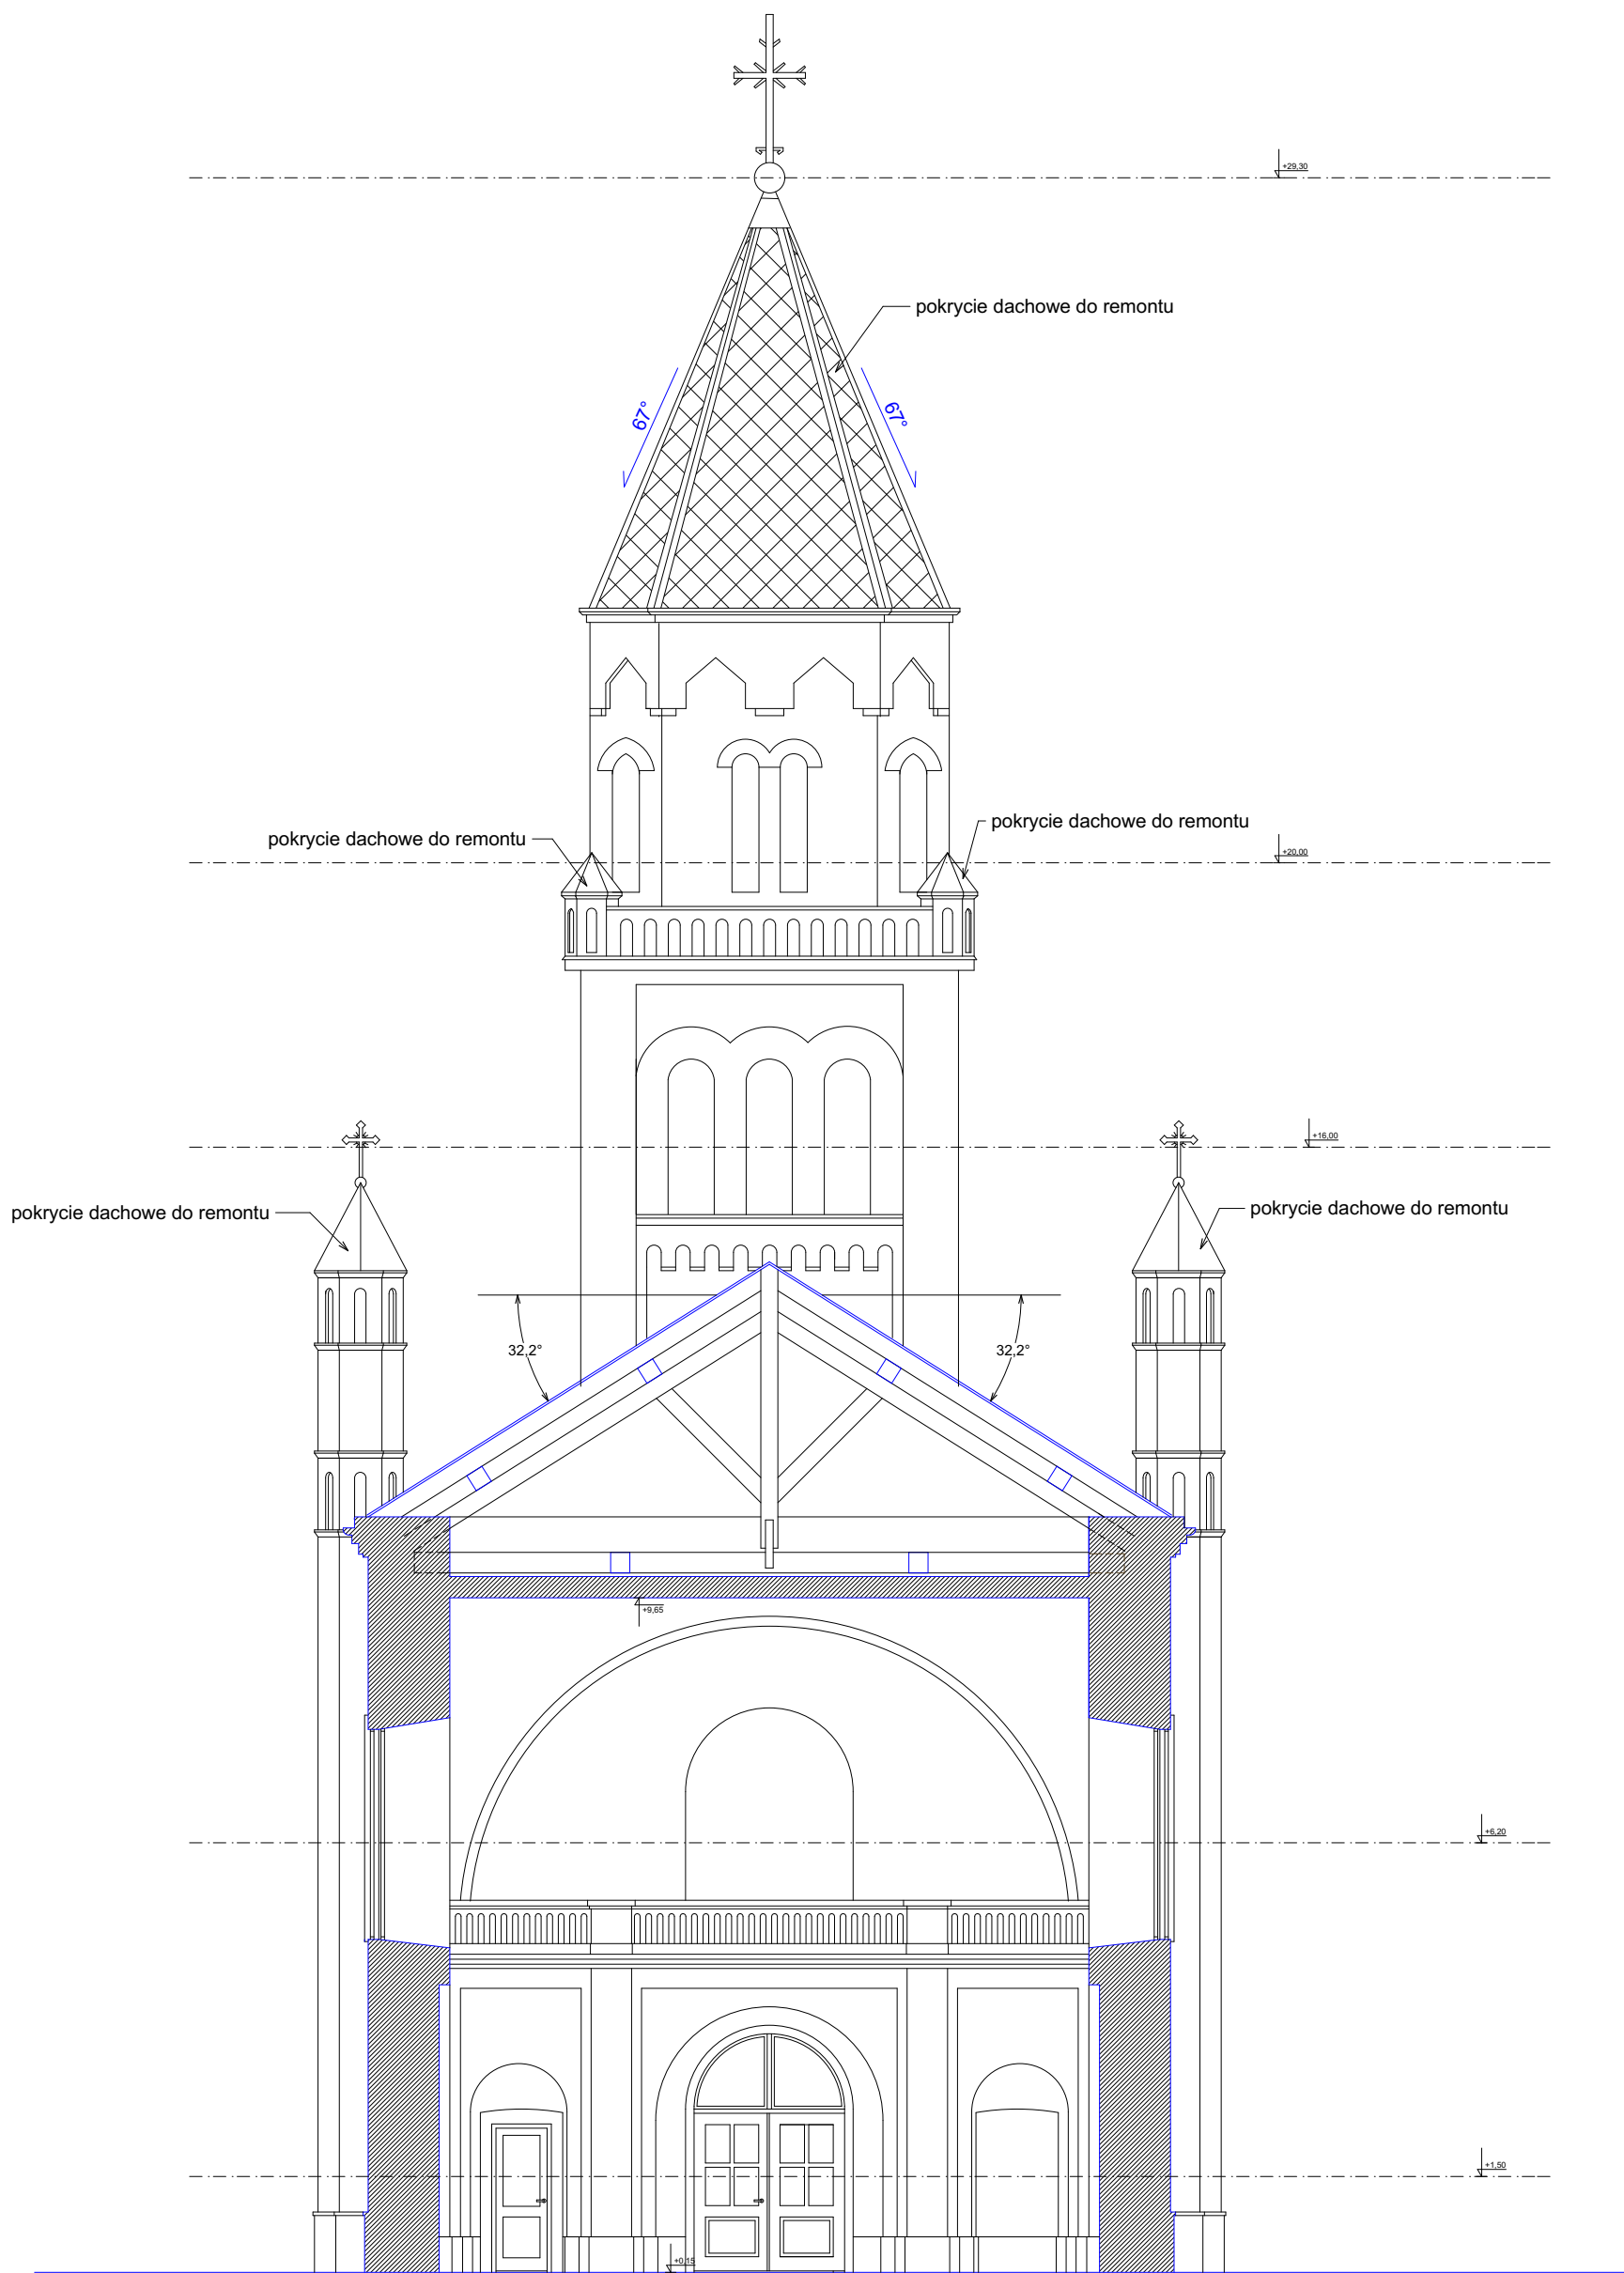 +29,30
pokrycie dachowe do remontu
67°
67°
pokrycie dachowe do remontu
pokrycie dachowe do remontu
+20,00
+16,00
pokrycie dachowe do remontu
pokrycie dachowe do remontu
32,2°
32,2°
+9,65
+6,20
+1,50
+0,15